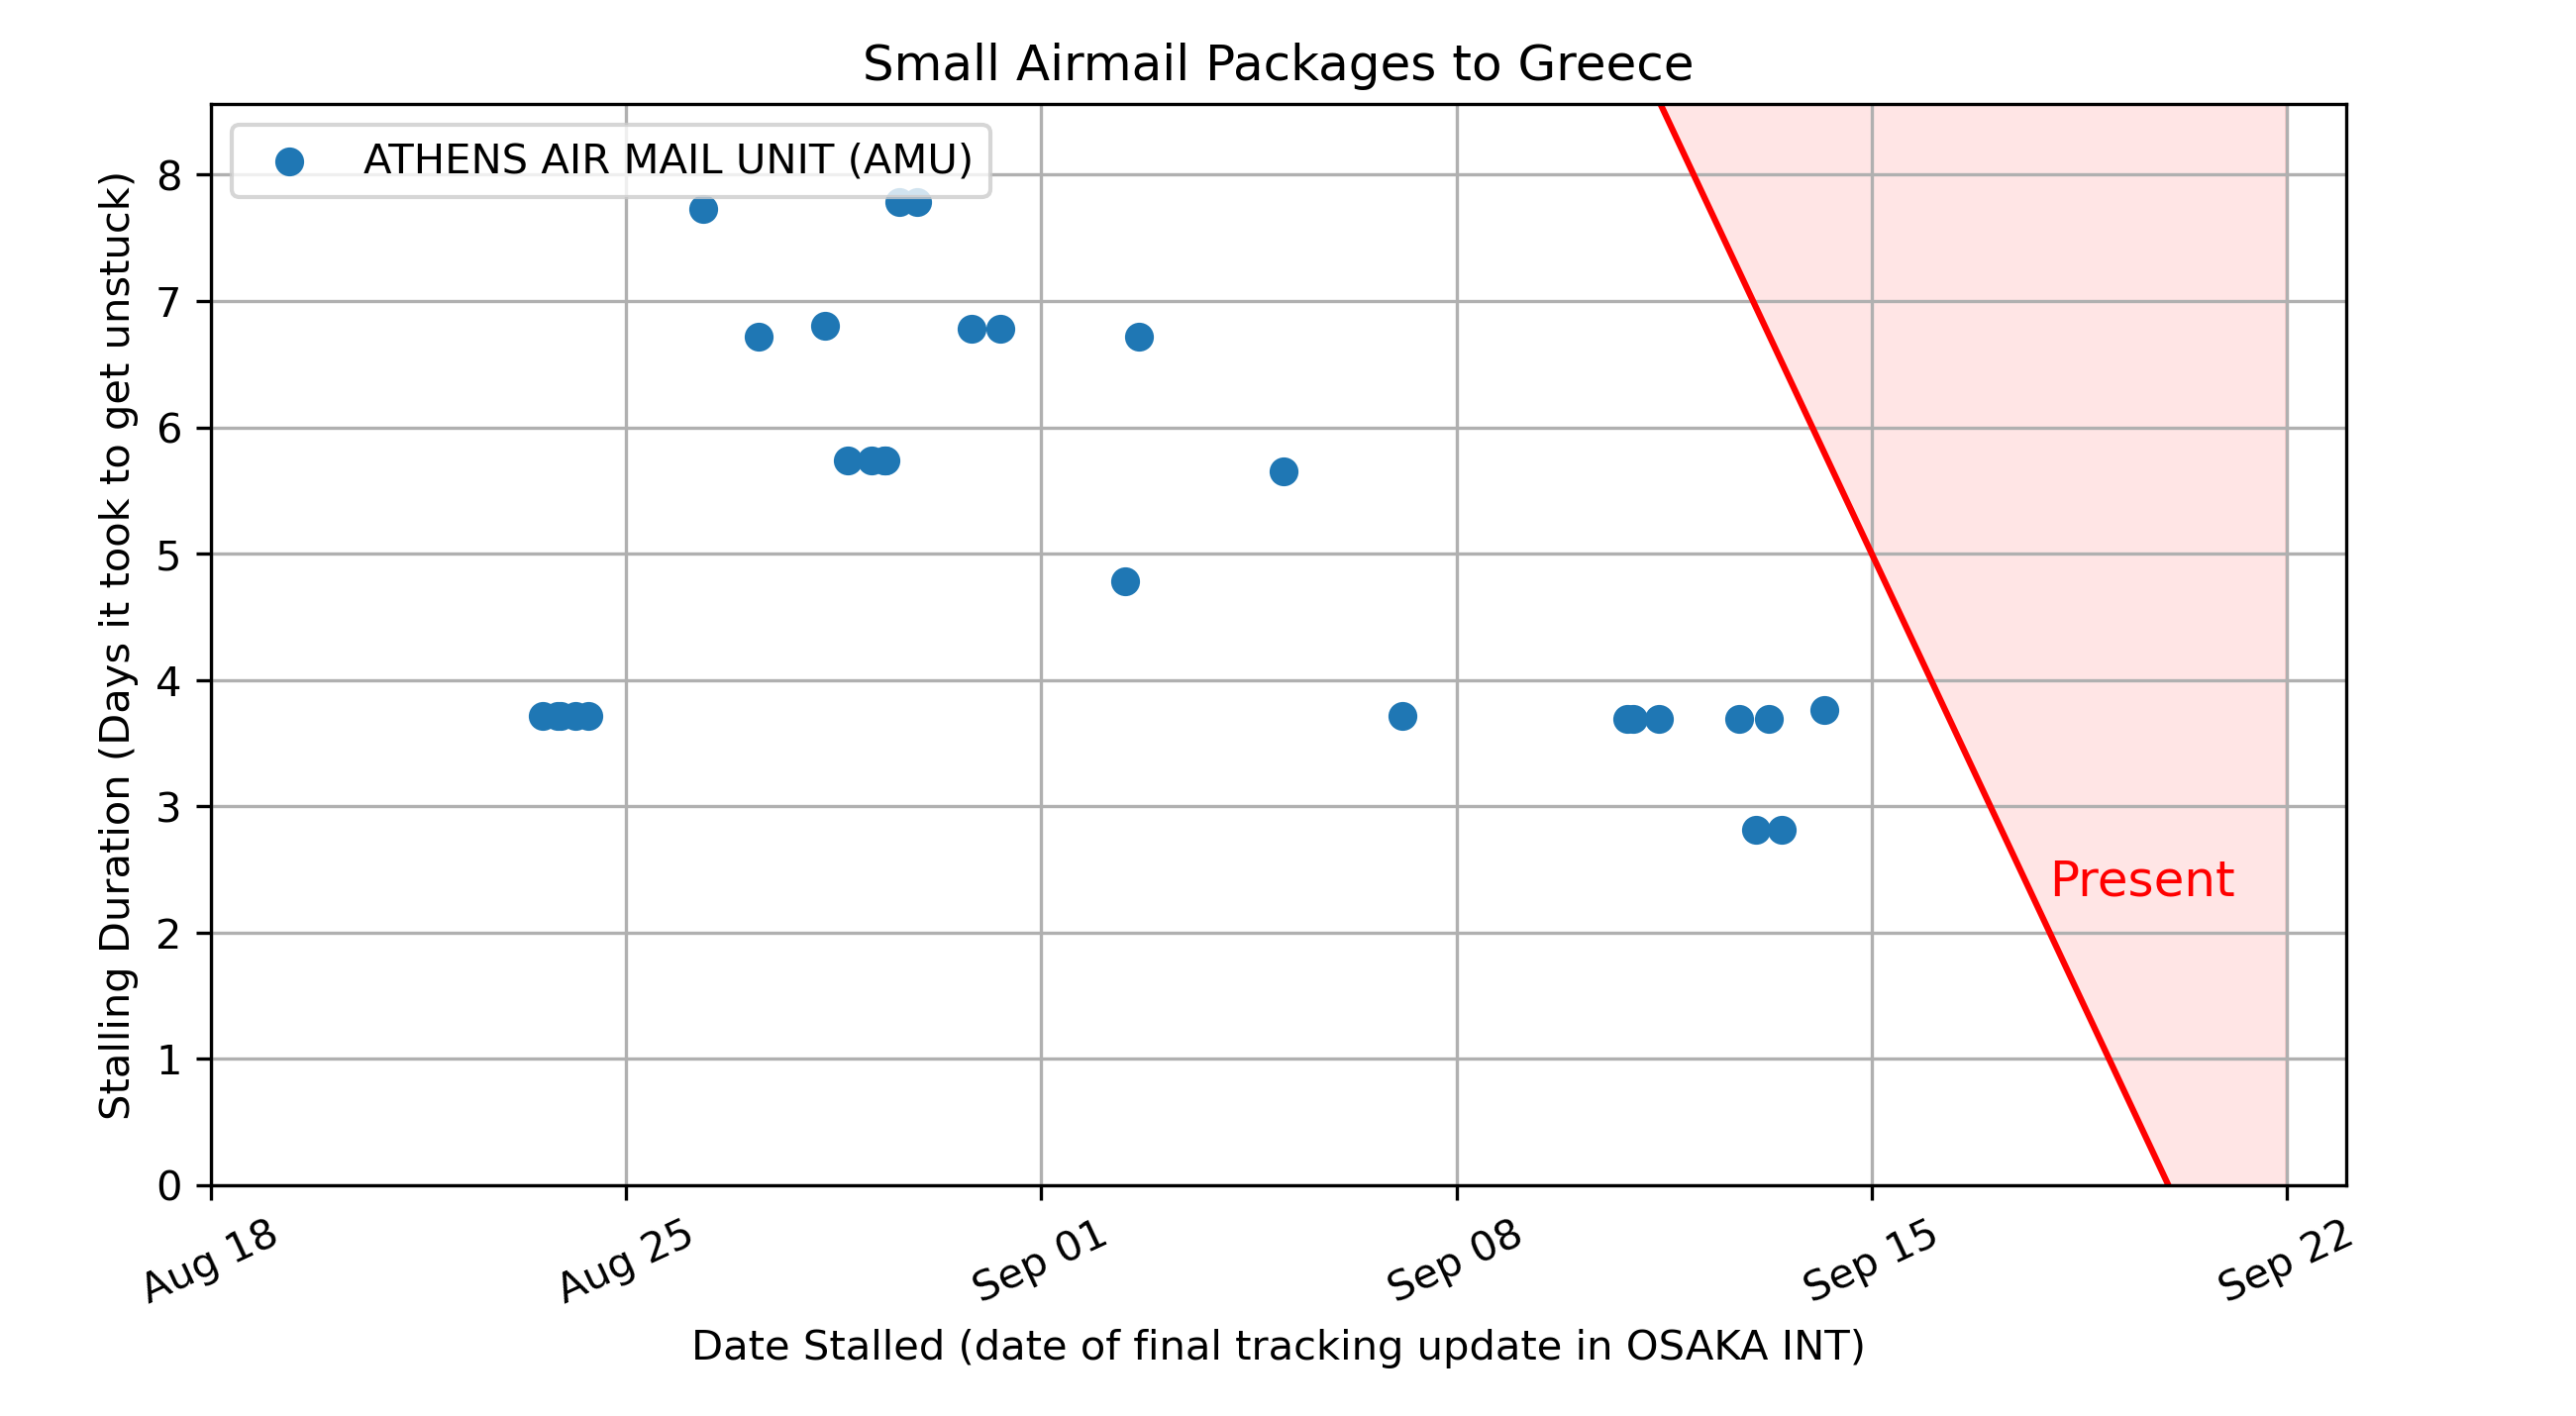 Small Airmail Packages to Greece
ATHENS AIR MAIL UNIT (AMU)
Stalling Duration (Days it took to get unstuck)
8
7
6
5
4
3
2
1
0
Present
Aug 18
Aug 25
Sep 01
Sep 08
Sep 15
Sep 22
Date Stalled (date of final tracking update in OSAKA INT)